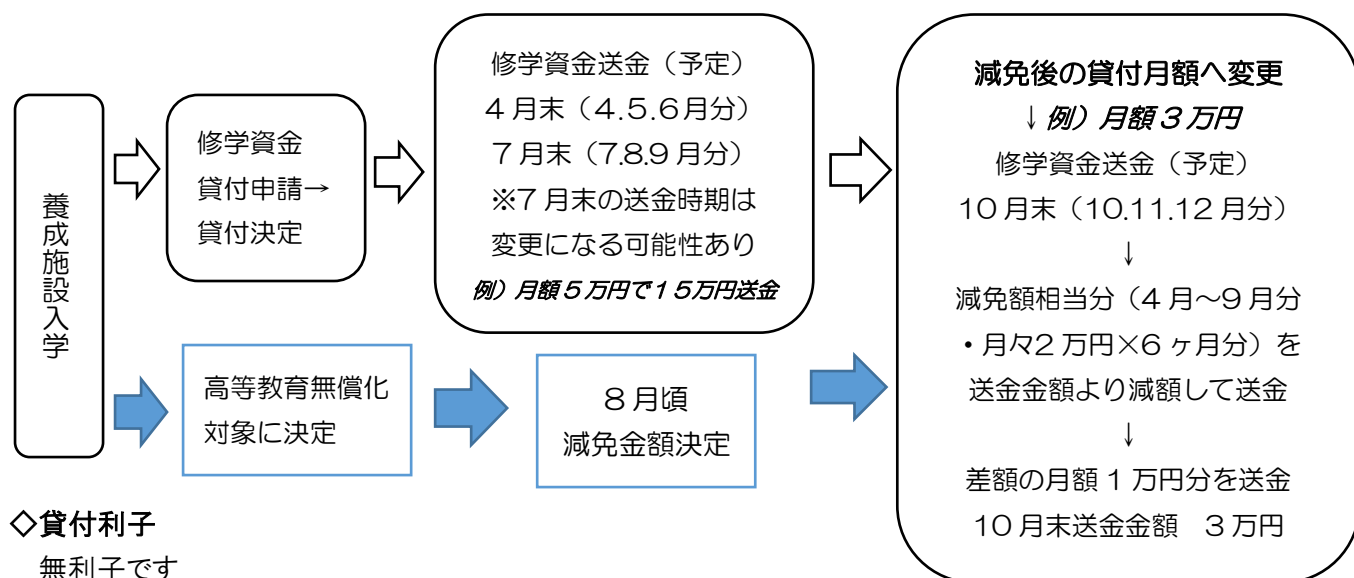 養成施設入学
修学資金
貸付申請→
貸付決定
修学資金送金（予定）
4月末（4.5.6月分）
7月末（7.8.9月分）
※7月末の送金時期は
変更になる可能性あり
例）月額5万円で15万円送金
減免後の貸付月額へ変更
↓例）月額3万円
修学資金送金（予定）
10月末（10.11.12月分）
↓
減免額相当分（4月～9月分
・月々2万円×6ヶ月分）を
送金金額より減額して送金
↓
差額の月額1万円分を送金
10月末送金金額　3万円
高等教育無償化
対象に決定
8月頃
減免金額決定
◇貸付利子
無利子です